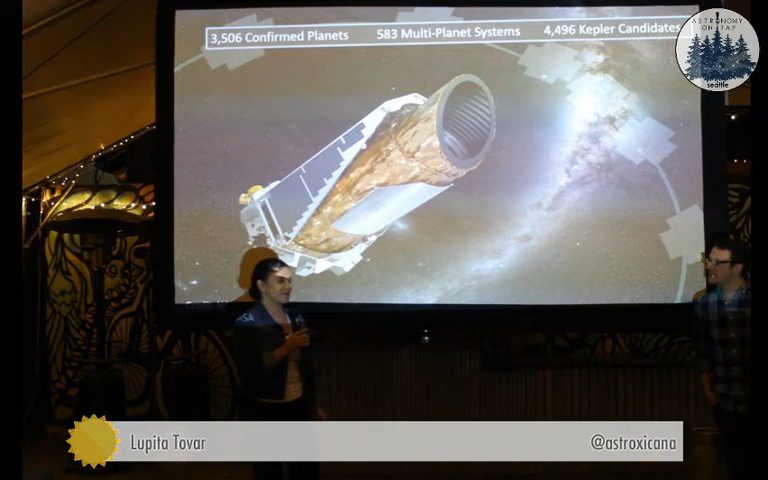 3,506 Confirmed Planets 583 Multi-Planet Systems 4,496 Kepler Candidates
ASTRONOMY
ON TAP
seattle
Lupita Tovar @astroxicana